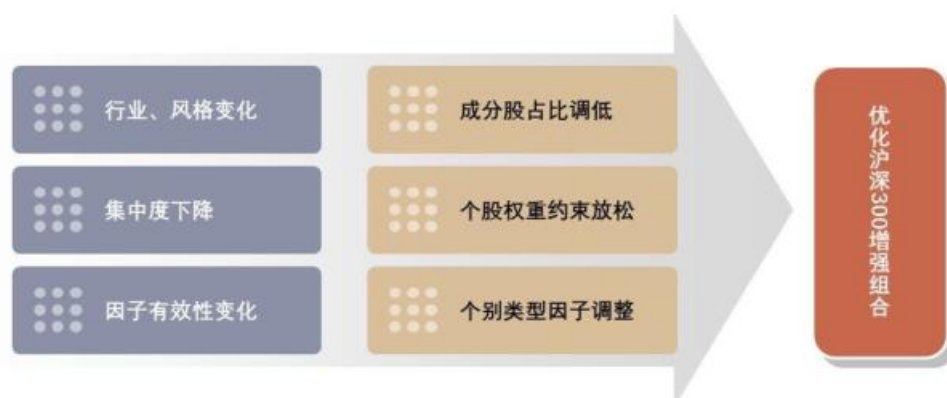 行业、风格变化
成分股占比调低
集中度下降
个股权重约束放松
因子有效性变化
个别类型因子调整
优化沪深300增强组合